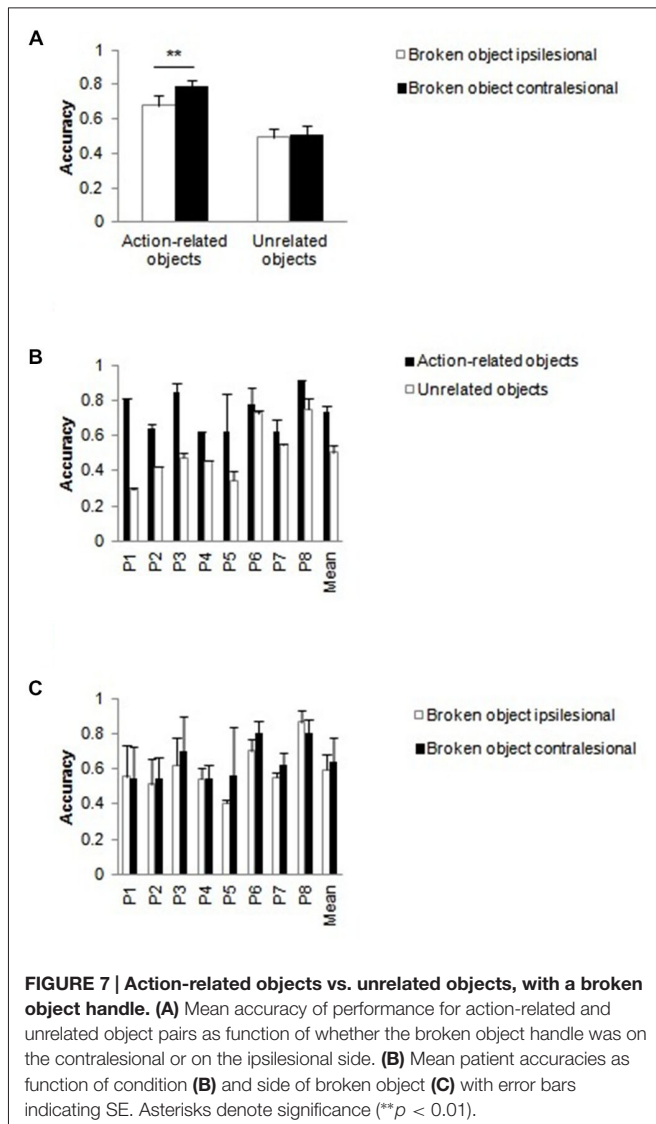 A
**
1
0.8
0.6
0.4
0.2
0
Accuracy
Action-related objects
Unrelated objects
Broken object ipsilesional
Broken object contralesional
B
1
0.8
0.6
0.4
0.2
0
Accuracy
P1
P2
P3
P4
P5
P6
P7
P8
Mean
Action-related objects
Unrelated objects
C
1
0.8
0.6
0.4
0.2
0
Accuracy
P1
P2
P3
P4
P5
P6
P7
P8
Mean
Broken object ipsilesional
Broken object contralesional
FIGURE 7 | Action-related objects vs. unrelated objects, with a broken
object handle. (A) Mean accuracy of performance for action-related and
unrelated object pairs as function of whether the broken object handle was on
the contralesional or on the ipsilesional side. (B) Mean patient accuracies as
function of condition (B) and side of broken object (C) with error bars
indicating SE. Asterisks denote significance (**p < 0.01).